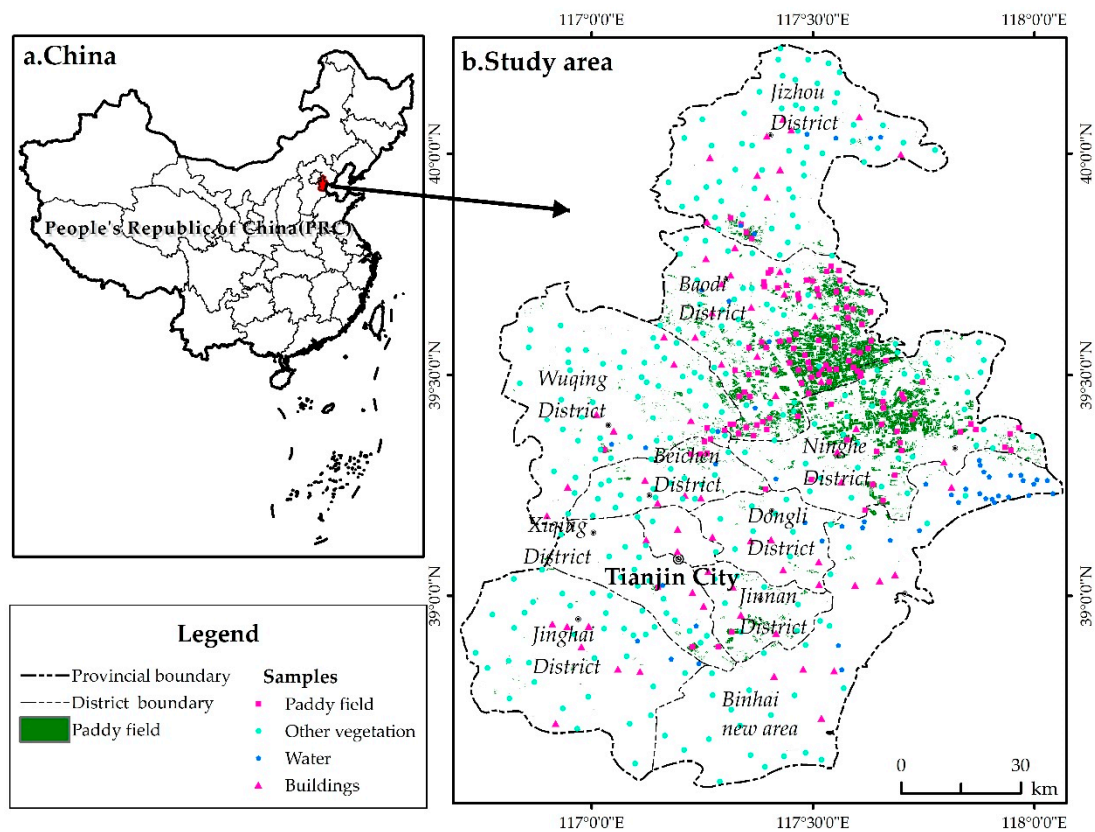 a.China
People's Republic of China(PRC)
Legend
Provincial boundary
District boundary
Paddy field
Samples
Paddy field
Other vegetation
Water
Buildings
117°0'0"E
117°30'0"E
118°0'0"E
b.Study area
40°0'0"N
39°30'0"N
39°0'0"N
Jizhou
District
Baodi
District
Wuqing
District
Ninghe
District
Beichen
District
Dongli
District
Xiqing
District
Tianjin City
Jinnan
District
Jinghai
District
Binhai
new area
0
30
km
40°0'0"N
39°30'0"N
39°0'0"N
117°0'0"E
117°30'0"E
118°0'0"E